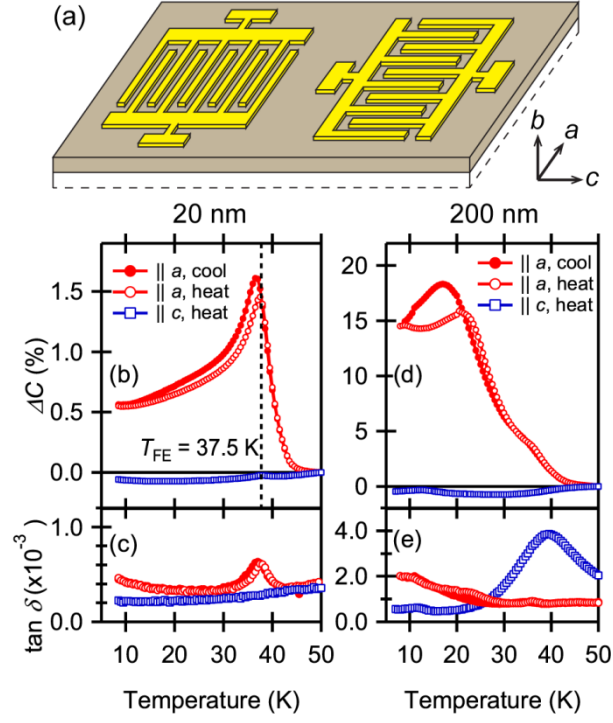 (a)
b
a
c
20 nm
200 nm
|| a, cool
|| a, heat
|| c, heat
|| a, cool
|| a, heat
|| c, heat
ΔC (%)
1.5
1.0
0.5
0.0
(b)
T_FE = 37.5 K
20
15
10
5
0
(d)
tan δ (x10⁻³)
1.0
0.0
(c)
4.0
2.0
0.0
(e)
10 20 30 40 50
10 20 30 40 50
Temperature (K)
Temperature (K)